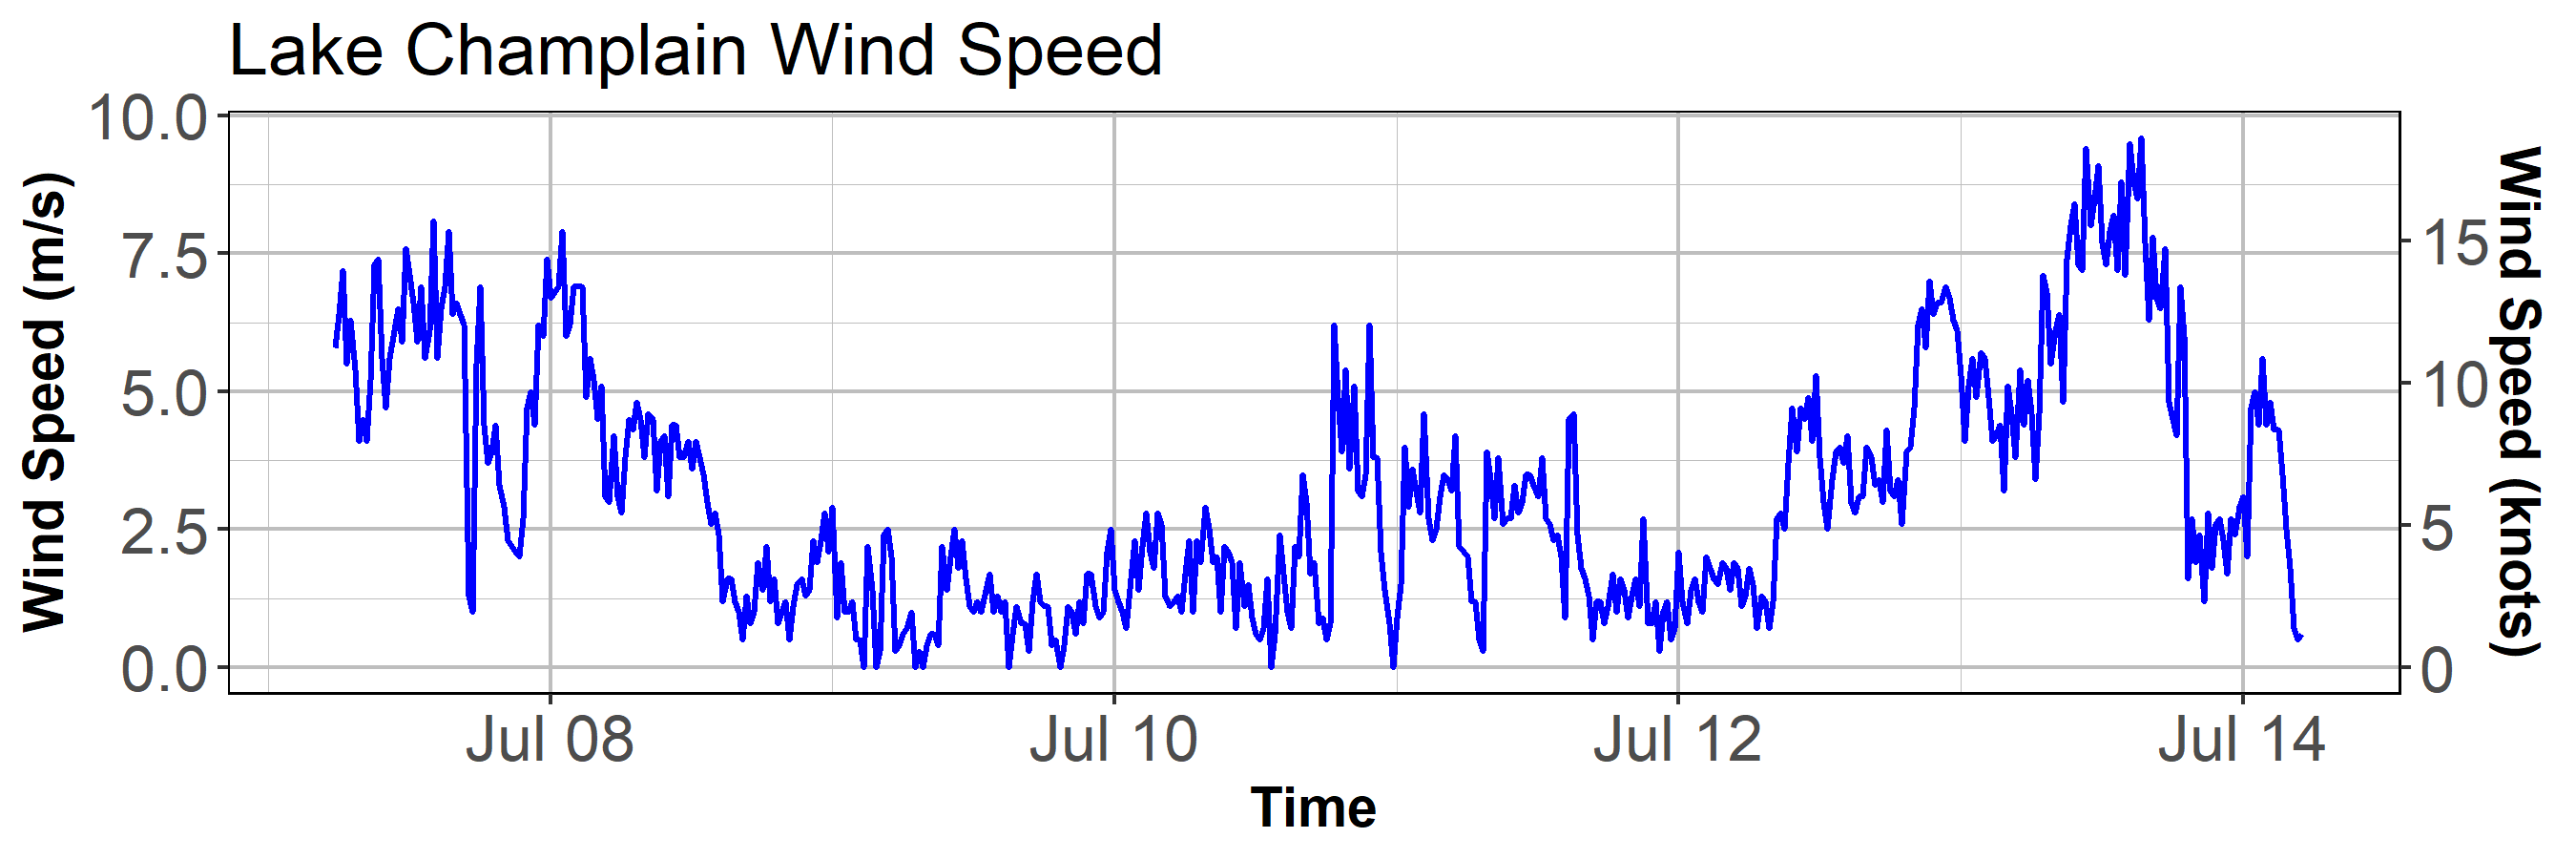 Lake Champlain Wind Speed
Wind Speed (m/s)
10.0
7.5
5.0
2.5
0.0
Wind Speed (knots)
15
10
5
0
Jul 08 Jul 10 Jul 12 Jul 14
Time